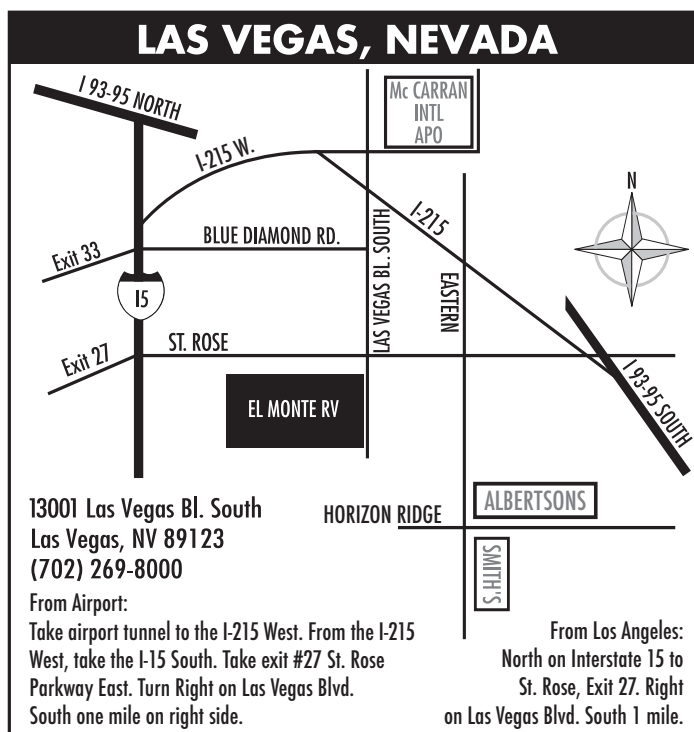 LAS VEGAS, NEVADA
I 93-95 NORTH
Mc CARRAN
INTL
APO
I-215 W.
N
I-215
BLUE DIAMOND RD.
LAS VEGAS BL. SOUTH
Exit 33
EASTERN
I5
ST. ROSE
Exit 27
I 93-95 SOUTH
EL MONTE RV
13001 Las Vegas Bl. South
Las Vegas, NV 89123
(702) 269-8000
HORIZON RIDGE
ALBERTSONS
SMITH'S
From Airport:
Take airport tunnel to the I-215 West. From the I-215
West, take the I-15 South. Take exit #27 St. Rose
Parkway East. Turn Right on Las Vegas Blvd.
South one mile on right side.
From Los Angeles:
North on Interstate 15 to
St. Rose, Exit 27. Right
on Las Vegas Blvd. South 1 mile.